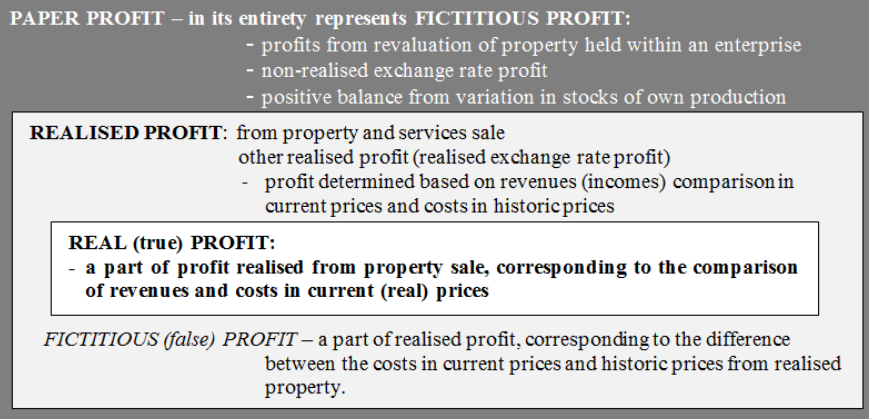 PAPER PROFIT – in its entirety represents FICTITIOUS PROFIT:
- profits from revaluation of property held within an enterprise
- non-realised exchange rate profit
- positive balance from variation in stocks of own production
REALISED PROFIT: from property and services sale
other realised profit (realised exchange rate profit)
- profit determined based on revenues (incomes) comparison in
current prices and costs in historic prices
REAL (true) PROFIT:
- a part of profit realised from property sale, corresponding to the comparison
of revenues and costs in current (real) prices
FICTITIOUS (false) PROFIT – a part of realised profit, corresponding to the difference
between the costs in current prices and historic prices from realised
property.